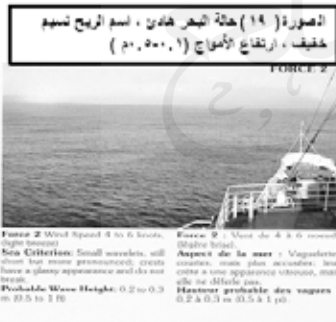 الصورة ( ١٩ ) حالة البحر هادئ ، اسم الريح نسيم
خفيف ، ارتفاع الأمواج (٠,١-٠,٥م )
FORCE 2
Force 2 Wind Speed 4 to 6 knots,
(light breeze)
Sea Criterion: Small wavelets, still
short but more pronounced; crests
have a glassy appearance and do not
break.
Probable Wave Height: 0.2 to 0.3
m (0.5 to 1 ft)
Force 2 : Vent de 4 à 6 noeuds
(légère brise).
Aspect de la mer : Vaguelettes
courtes, mais plus accusées; leur
crête a une apparence vitreuse, mais
elle ne déferle pas.
Hauteur probable des vagues :
0.2 à 0.3 m (0.5 à 1 pi).